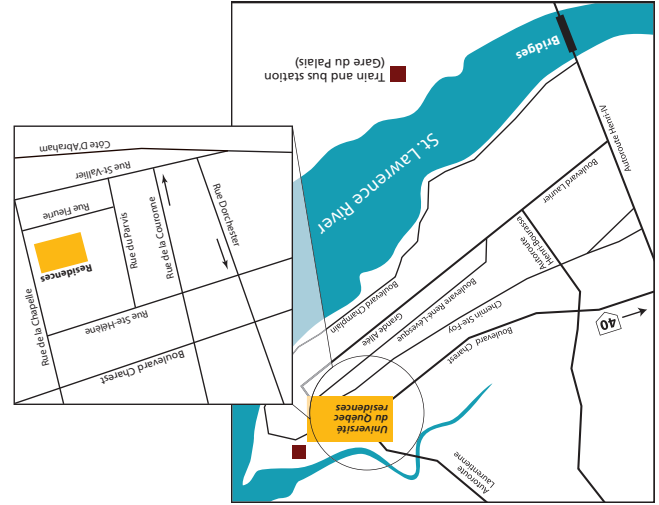 Université
du Québec
residences
Autoroute
Laurentienne
Boulevard Charest
40
Chemin Ste-Foy
Boulevare René-Lévesque
Grande Allée
Boulevard Champlain
Autoroute
Henri-Bourassa
Boulevard Laurier
Autoroute Henri-IV
St. Lawrence River
Bridges
Train and bus station
(Gare du Palais)
Boulevard Charest
Rue Ste-Hélène
Rue de la Chapelle
Residences
Rue du Parvis
Rue de la Couronne
Rue Dorchester
Rue Fleurie
Rue St-Vallier
Côte D'Abraham